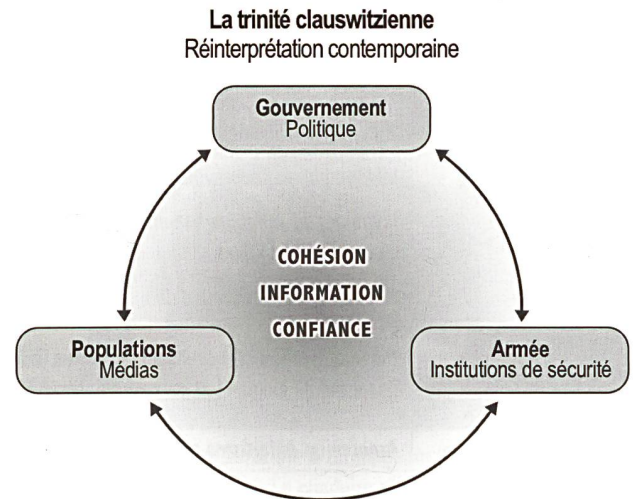 La trinité clauswitzienne
Réinterprétation contemporaine
Gouvernement
Politique
COHÉSION
INFORMATION
CONFIANCE
Populations
Médias
Armée
Institutions de sécurité